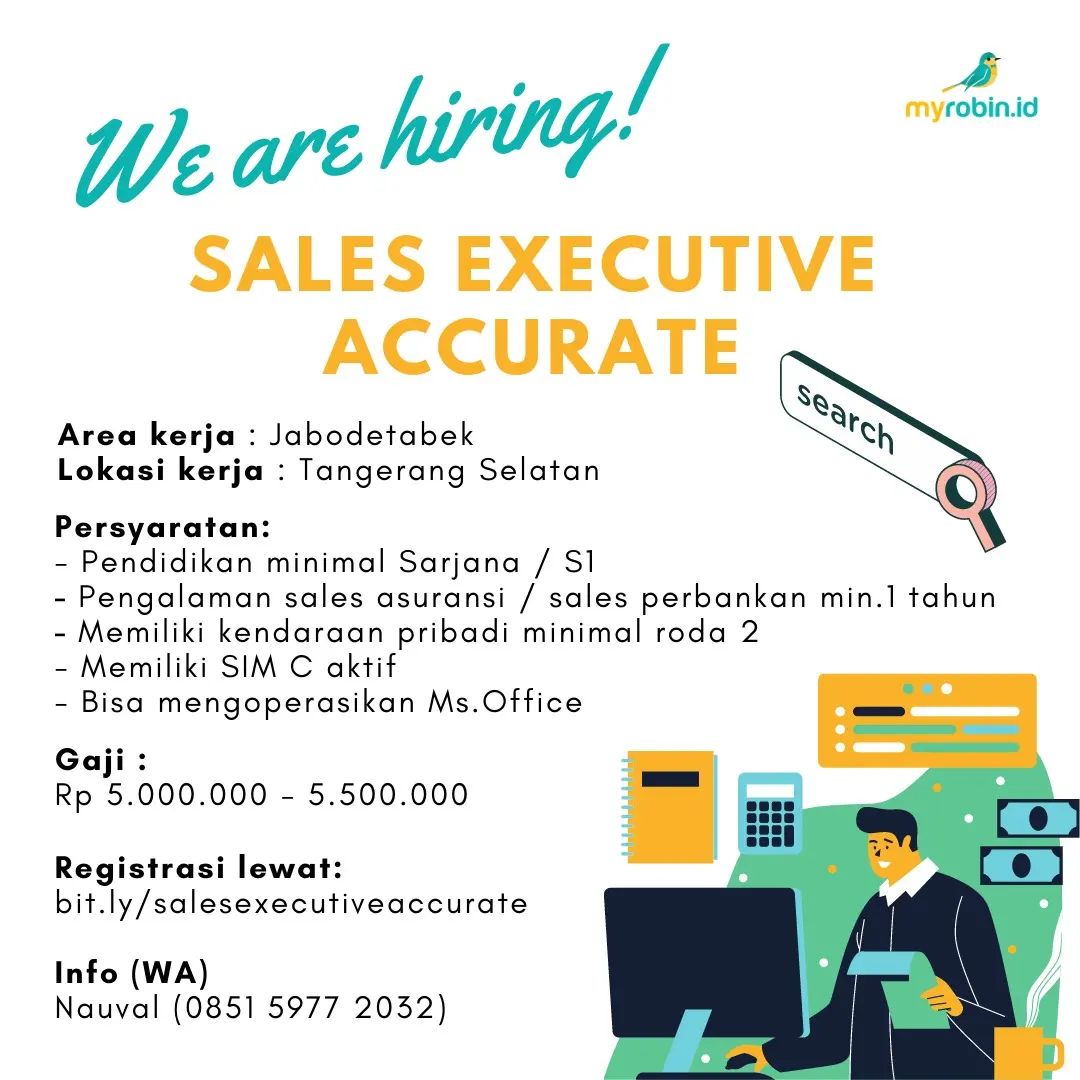 We are hiring!
myrobin.id
SALES EXECUTIVE
ACCURATE
search
Area kerja : Jabodetabek
Lokasi kerja : Tangerang Selatan
Persyaratan:
- Pendidikan minimal Sarjana / S1
- Pengalaman sales asuransi / sales perbankan min.1 tahun
- Memiliki kendaraan pribadi minimal roda 2
- Memiliki SIM C aktif
- Bisa mengoperasikan Ms.Office
Gaji :
Rp 5.000.000 - 5.500.000
Registrasi lewat:
bit.ly/salesexecutiveaccurate
Info (WA)
Nauval (0851 5977 2032)